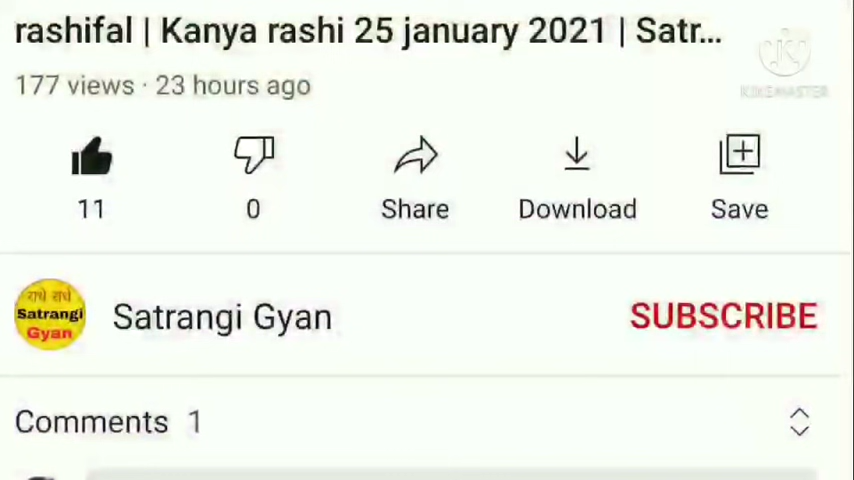 rashifal | Kanya rashi 25 january 2021 | Satr...
KINEMASTER
177 views · 23 hours ago
11
0
Share
Download
Save
राधे राधे
Satrangi
Gyan
Satrangi Gyan
SUBSCRIBE
Comments 1